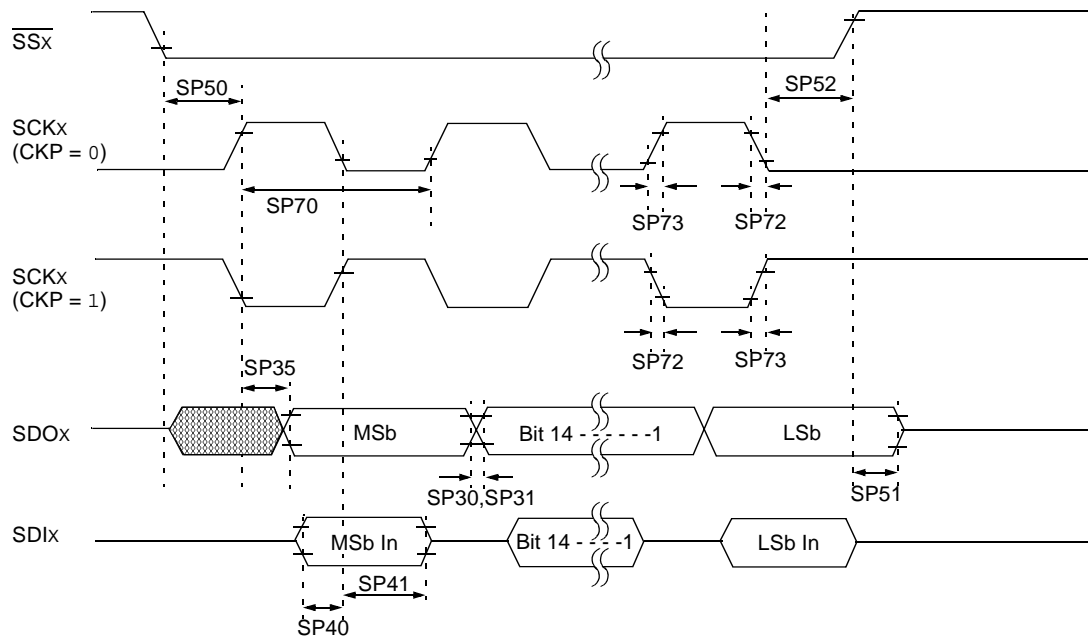 SSX
SP50
SP52
SCKX
(CKP = 0)
SP70
SP73
SP72
SCKX
(CKP = 1)
SP72
SP73
SP35
SDOX
MSb
Bit 14 - - - - - -1
LSb
SP30,SP31
SP51
SDIX
MSb In
Bit 14 - - - -1
LSb In
SP41
SP40